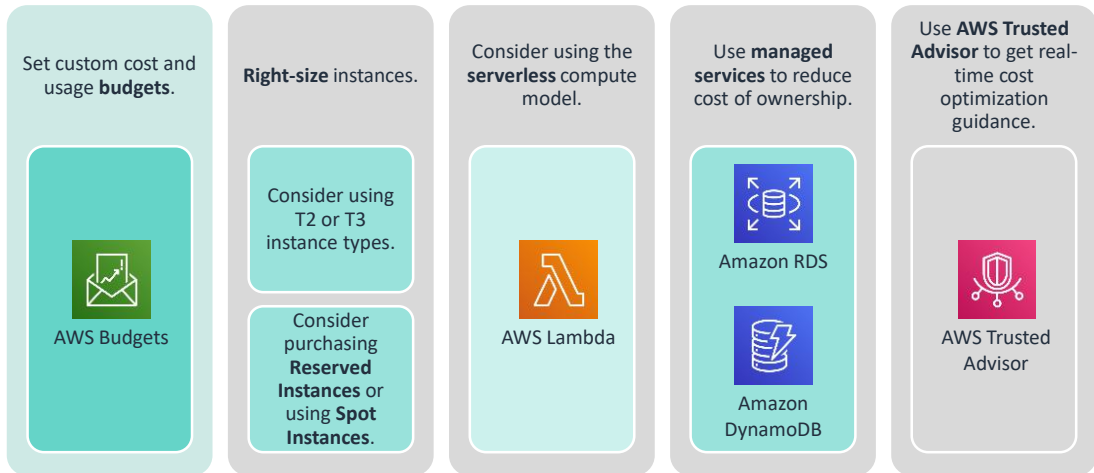 Set custom cost and
usage budgets.
AWS Budgets
Right-size instances.
Consider using
T2 or T3
instance types.
Consider
purchasing
Reserved
Instances or
using Spot
Instances.
Consider using the
serverless compute
model.
AWS Lambda
Use managed
services to reduce
cost of ownership.
Amazon RDS
Amazon
DynamoDB
Use AWS Trusted
Advisor to get real-
time cost
optimization
guidance.
AWS Trusted
Advisor